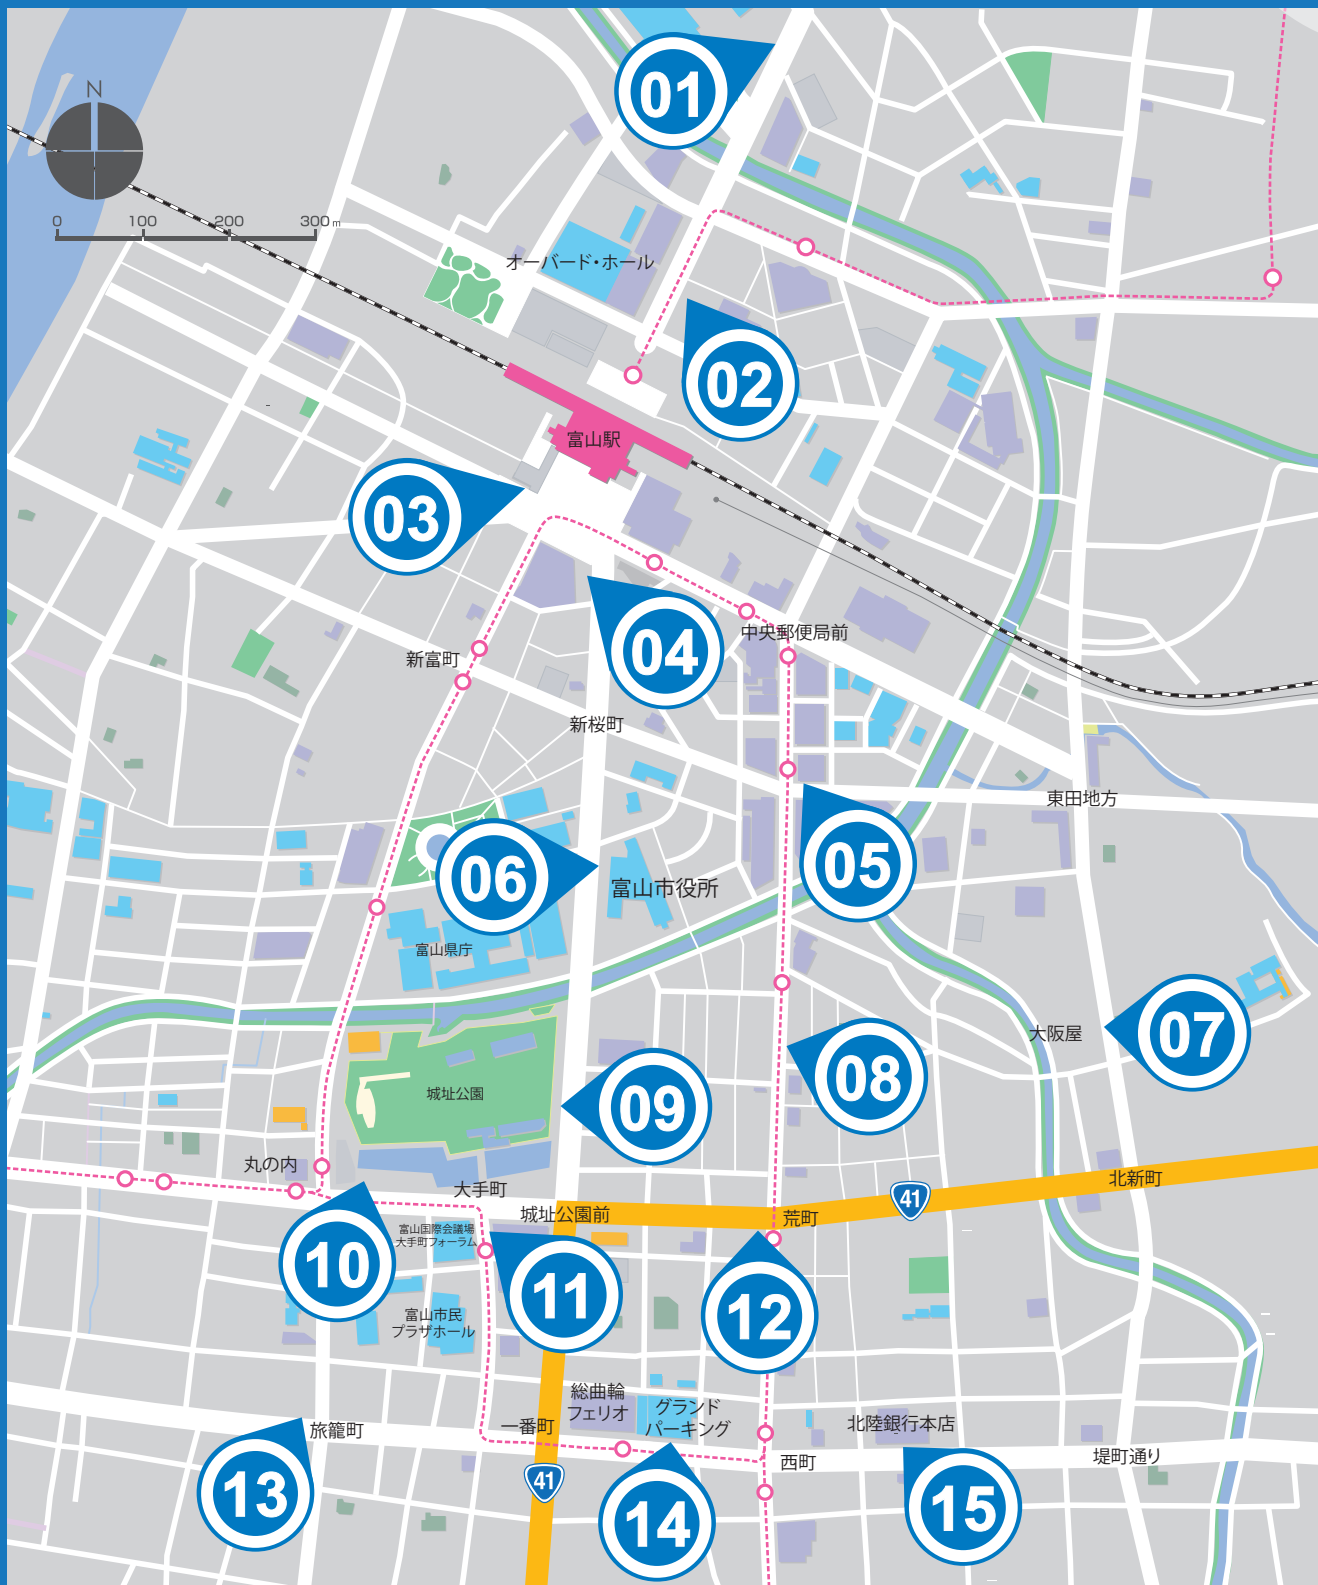 01
N
0 100 200 300m
オーバード・ホール
02
富山駅
03
中央郵便局前
04
新富町
新桜町
東田地方
05
06
富山市役所
富山県庁
大阪屋
07
08
城址公園
09
丸の内
北新町
大手町
41
城址公園前
荒町
富山国際会議場
大手町フォーラム
10
11
12
富山市民
プラザホール
総曲輪
フェリオ
グランド
パーキング
旅籠町
一番町
北陸銀行本店
西町
堤町通り
41
13
14
15